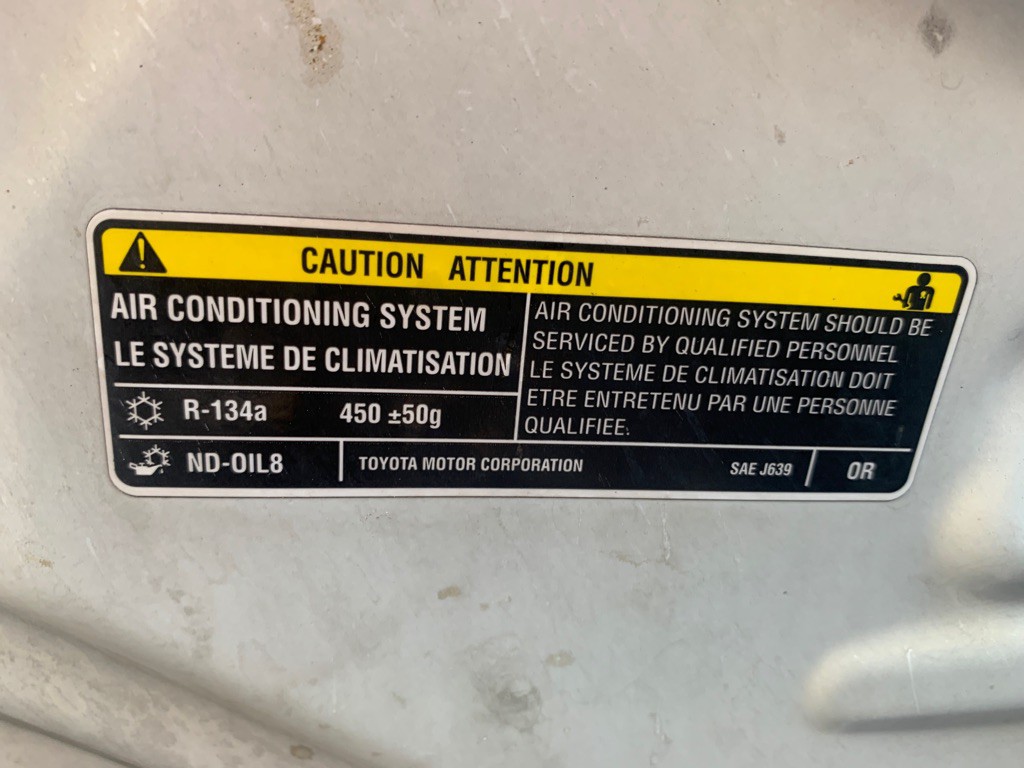 CAUTION ATTENTION
AIR CONDITIONING SYSTEM
LE SYSTEME DE CLIMATISATION
R-134a 450 ±50g
AIR CONDITIONING SYSTEM SHOULD BE
SERVICED BY QUALIFIED PERSONNEL
LE SYSTEME DE CLIMATISATION DOIT
ETRE ENTRETENU PAR UNE PERSONNE
QUALIFIEE.
ND-OIL8 TOYOTA MOTOR CORPORATION SAE J639 OR